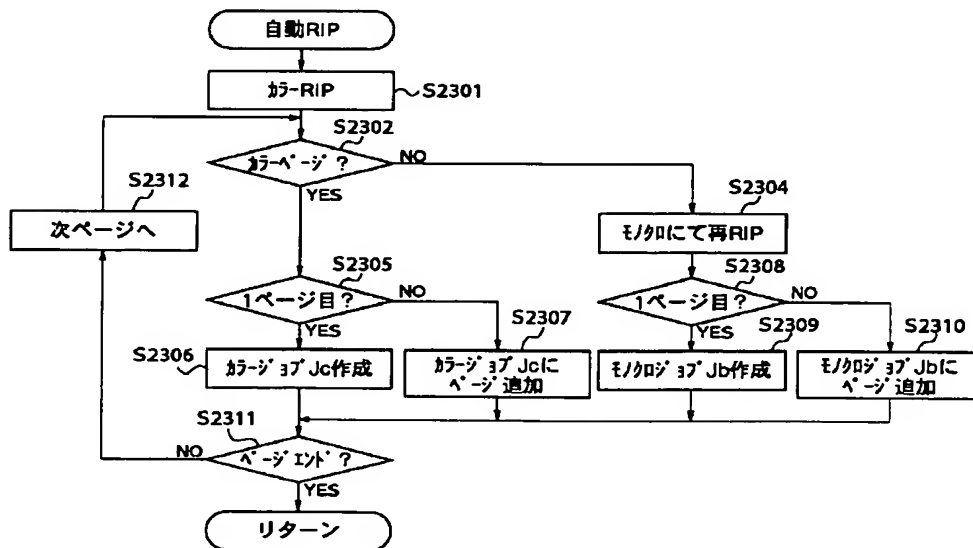 自動RIP
ｶﾗｰRIP
S2301
S2302
ｶﾗｰﾍﾟｰｼﾞ？
NO
YES
S2312
次ページへ
S2304
ﾓﾉｸﾛにて再RIP
S2305
1ページ目？
NO
YES
S2308
1ページ目？
NO
YES
S2306
ｶﾗｰｼﾞｮﾌﾞJc作成
S2307
ｶﾗｰｼﾞｮﾌﾞJcに
ﾍﾟｰｼﾞ追加
S2309
ﾓﾉｸﾛｼﾞｮﾌﾞJb作成
S2310
ﾓﾉｸﾛｼﾞｮﾌﾞJbに
ﾍﾟｰｼﾞ追加
S2311
NO
ﾍﾟｰｼﾞｴﾝﾄﾞ？
YES
リターン